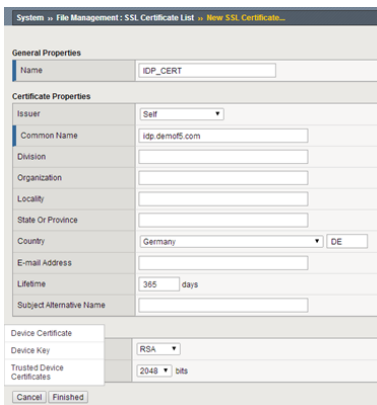 System » File Management : SSL Certificate List » New SSL Certificate...
General Properties
Name IDP_CERT
Certificate Properties
Issuer Self
Common Name idp.demof5.com
Division
Organization
Locality
State Or Province
Country Germany DE
E-mail Address
Lifetime 365 days
Subject Alternative Name
Device Certificate
Device Key RSA
Trusted Device
Certificates 2048 bits
Cancel Finished